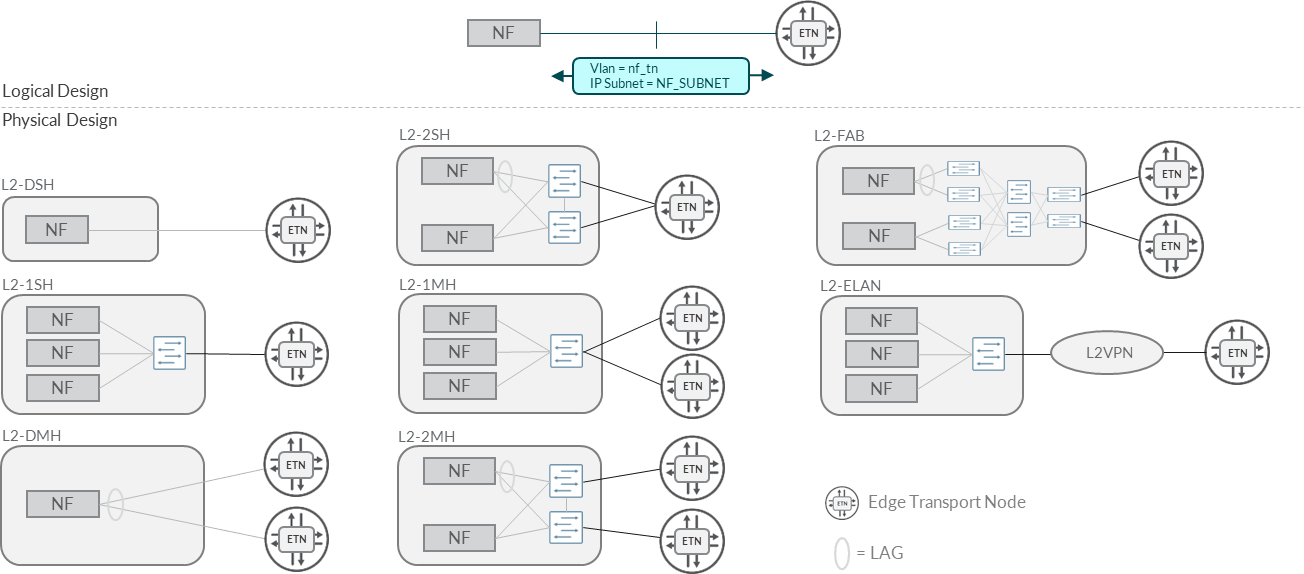 NF
ETN
Vlan = nf_tn
IP Subnet = NF_SUBNET
Logical Design
Physical Design
L2-DSH
NF
ETN
L2-1SH
NF
NF
NF
ETN
L2-DMH
NF
ETN
ETN
L2-2SH
NF
NF
ETN
L2-1MH
NF
NF
NF
ETN
ETN
L2-2MH
NF
NF
ETN
ETN
L2-FAB
NF
NF
ETN
ETN
L2-ELAN
NF
NF
NF
L2VPN
ETN
ETN
Edge Transport Node
= LAG